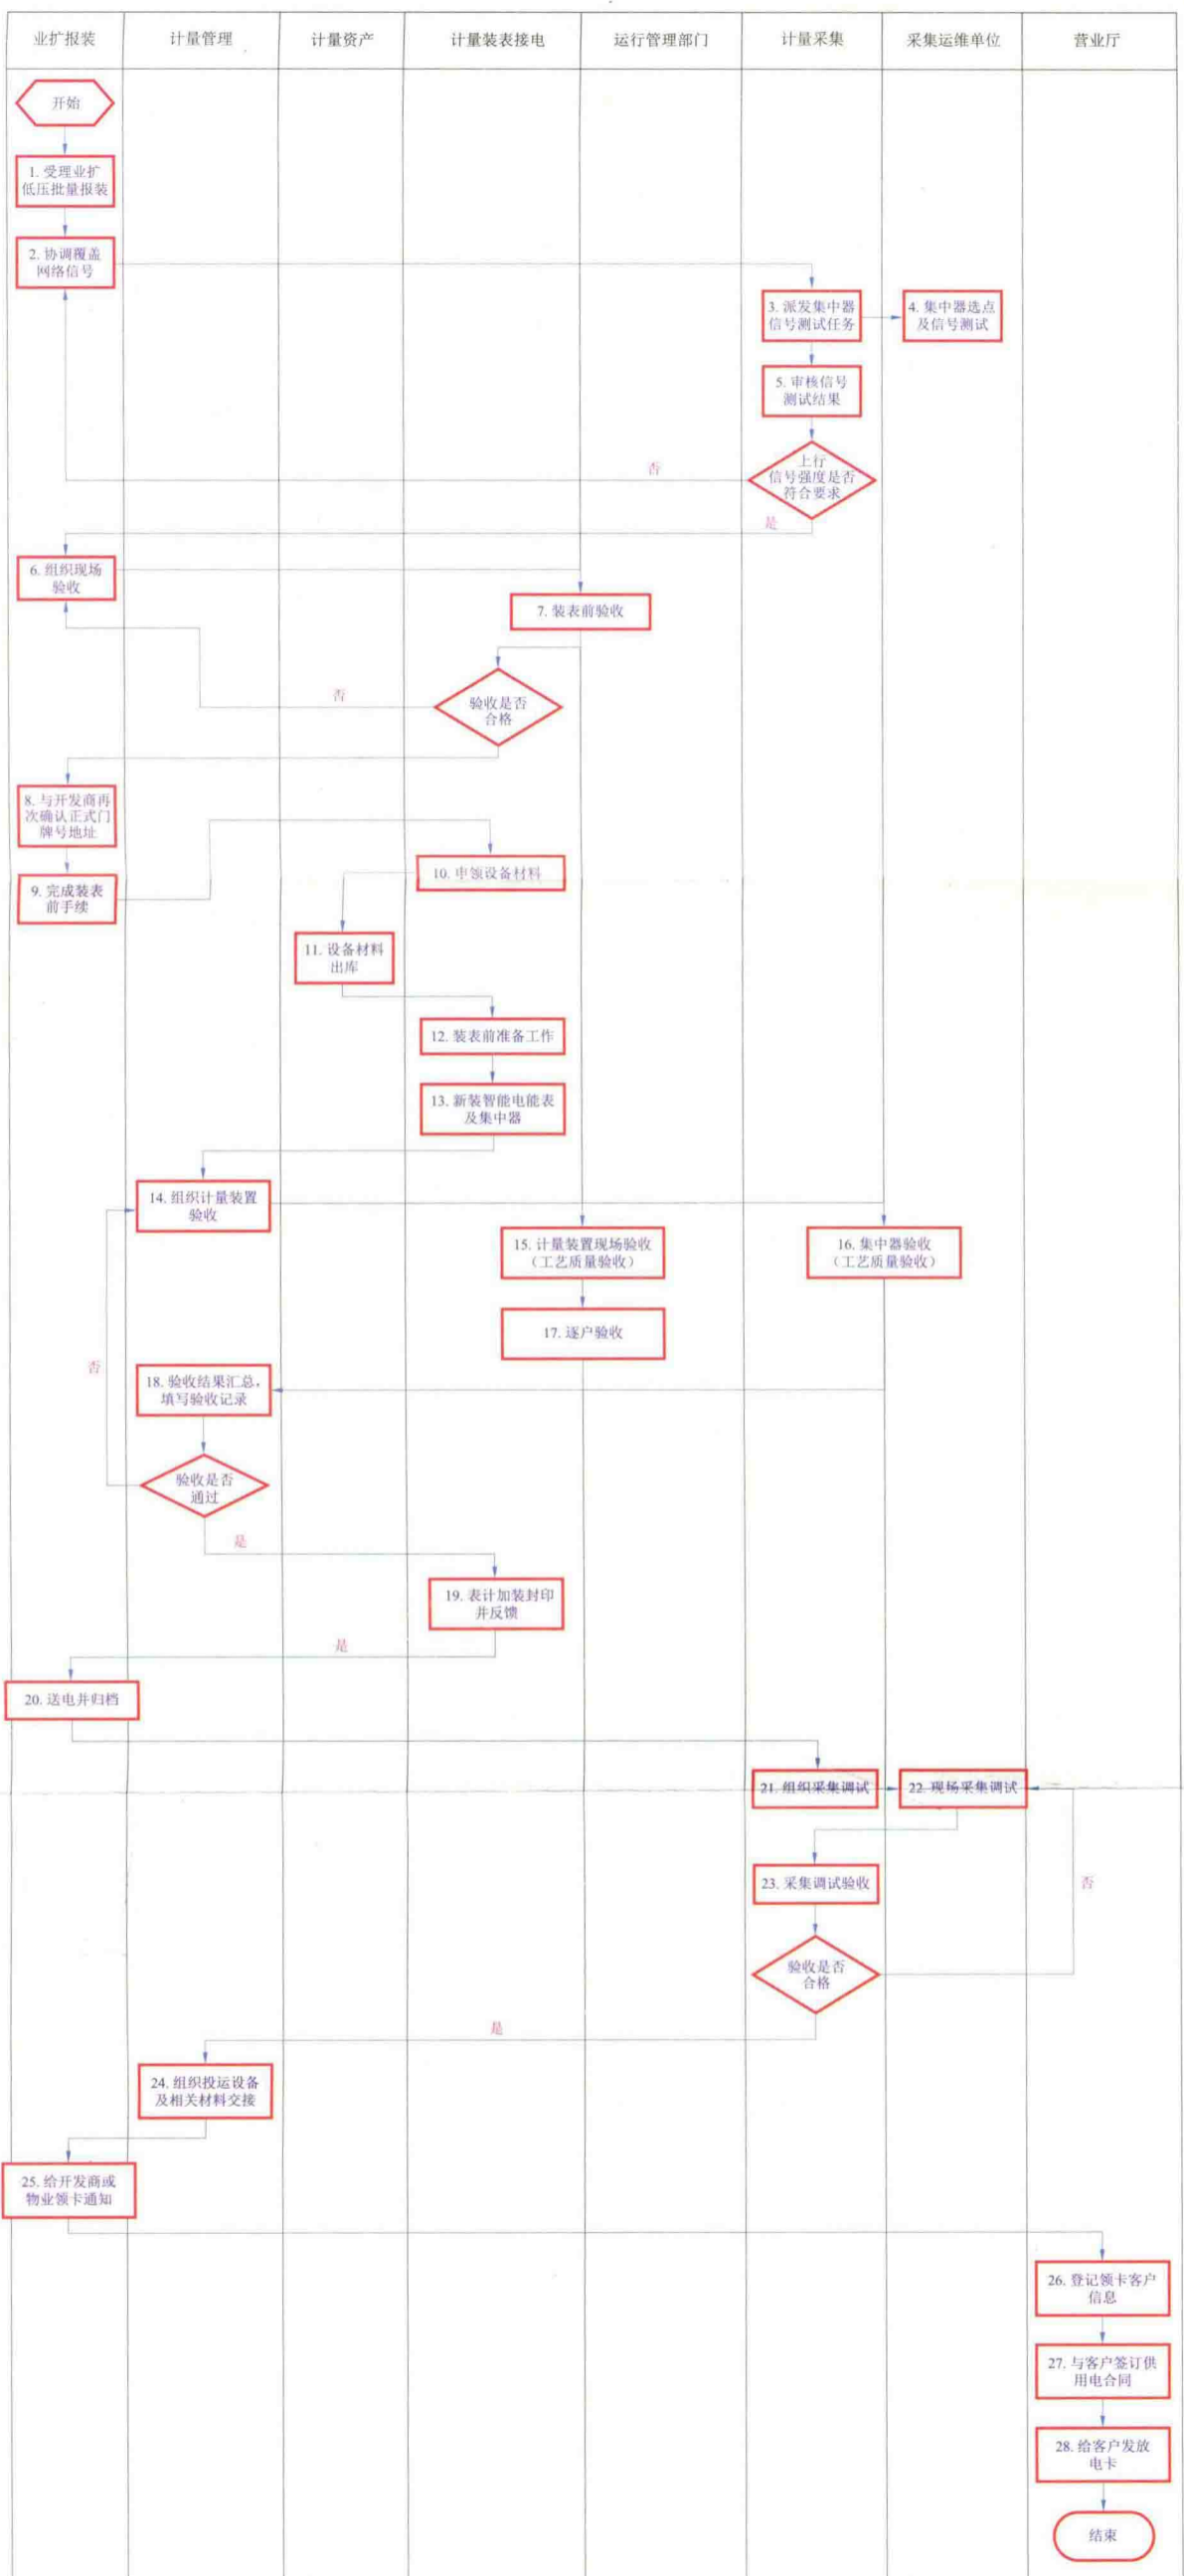 业扩报装
计量管理
计量资产
计量装表接电
运行管理部门
计量采集
采集运维单位
营业厅
开始
1. 受理业扩
低压批量报装
2. 协调覆盖
网络信号
3. 派发集中器
信号测试任务
4. 集中器选点
及信号测试
5. 审核信号
测试结果
上行
信号强度是否
符合要求
否
是
6. 组织现场
验收
7. 装表前验收
验收是否
合格
否
8. 与开发商再
次确认正式门
牌号地址
9. 完成装表
前手续
10. 申领设备材料
11. 设备材料
出库
12. 装表前准备工作
13. 新装智能电能表
及集中器
14. 组织计量装置
验收
15. 计量装置现场验收
（工艺质量验收）
16. 集中器验收
（工艺质量验收）
17. 逐户验收
否
18. 验收结果汇总，
填写验收记录
验收是否
通过
是
19. 表计加装封印
并反馈
是
20. 送电并归档
21. 组织采集调试
22. 现场采集调试
23. 采集调试验收
否
验收是否
合格
是
24. 组织投运设备
及相关材料交接
25. 给开发商或
物业领卡通知
26. 登记领卡客户
信息
27. 与客户签订供
用电合同
28. 给客户发放
电卡
结束